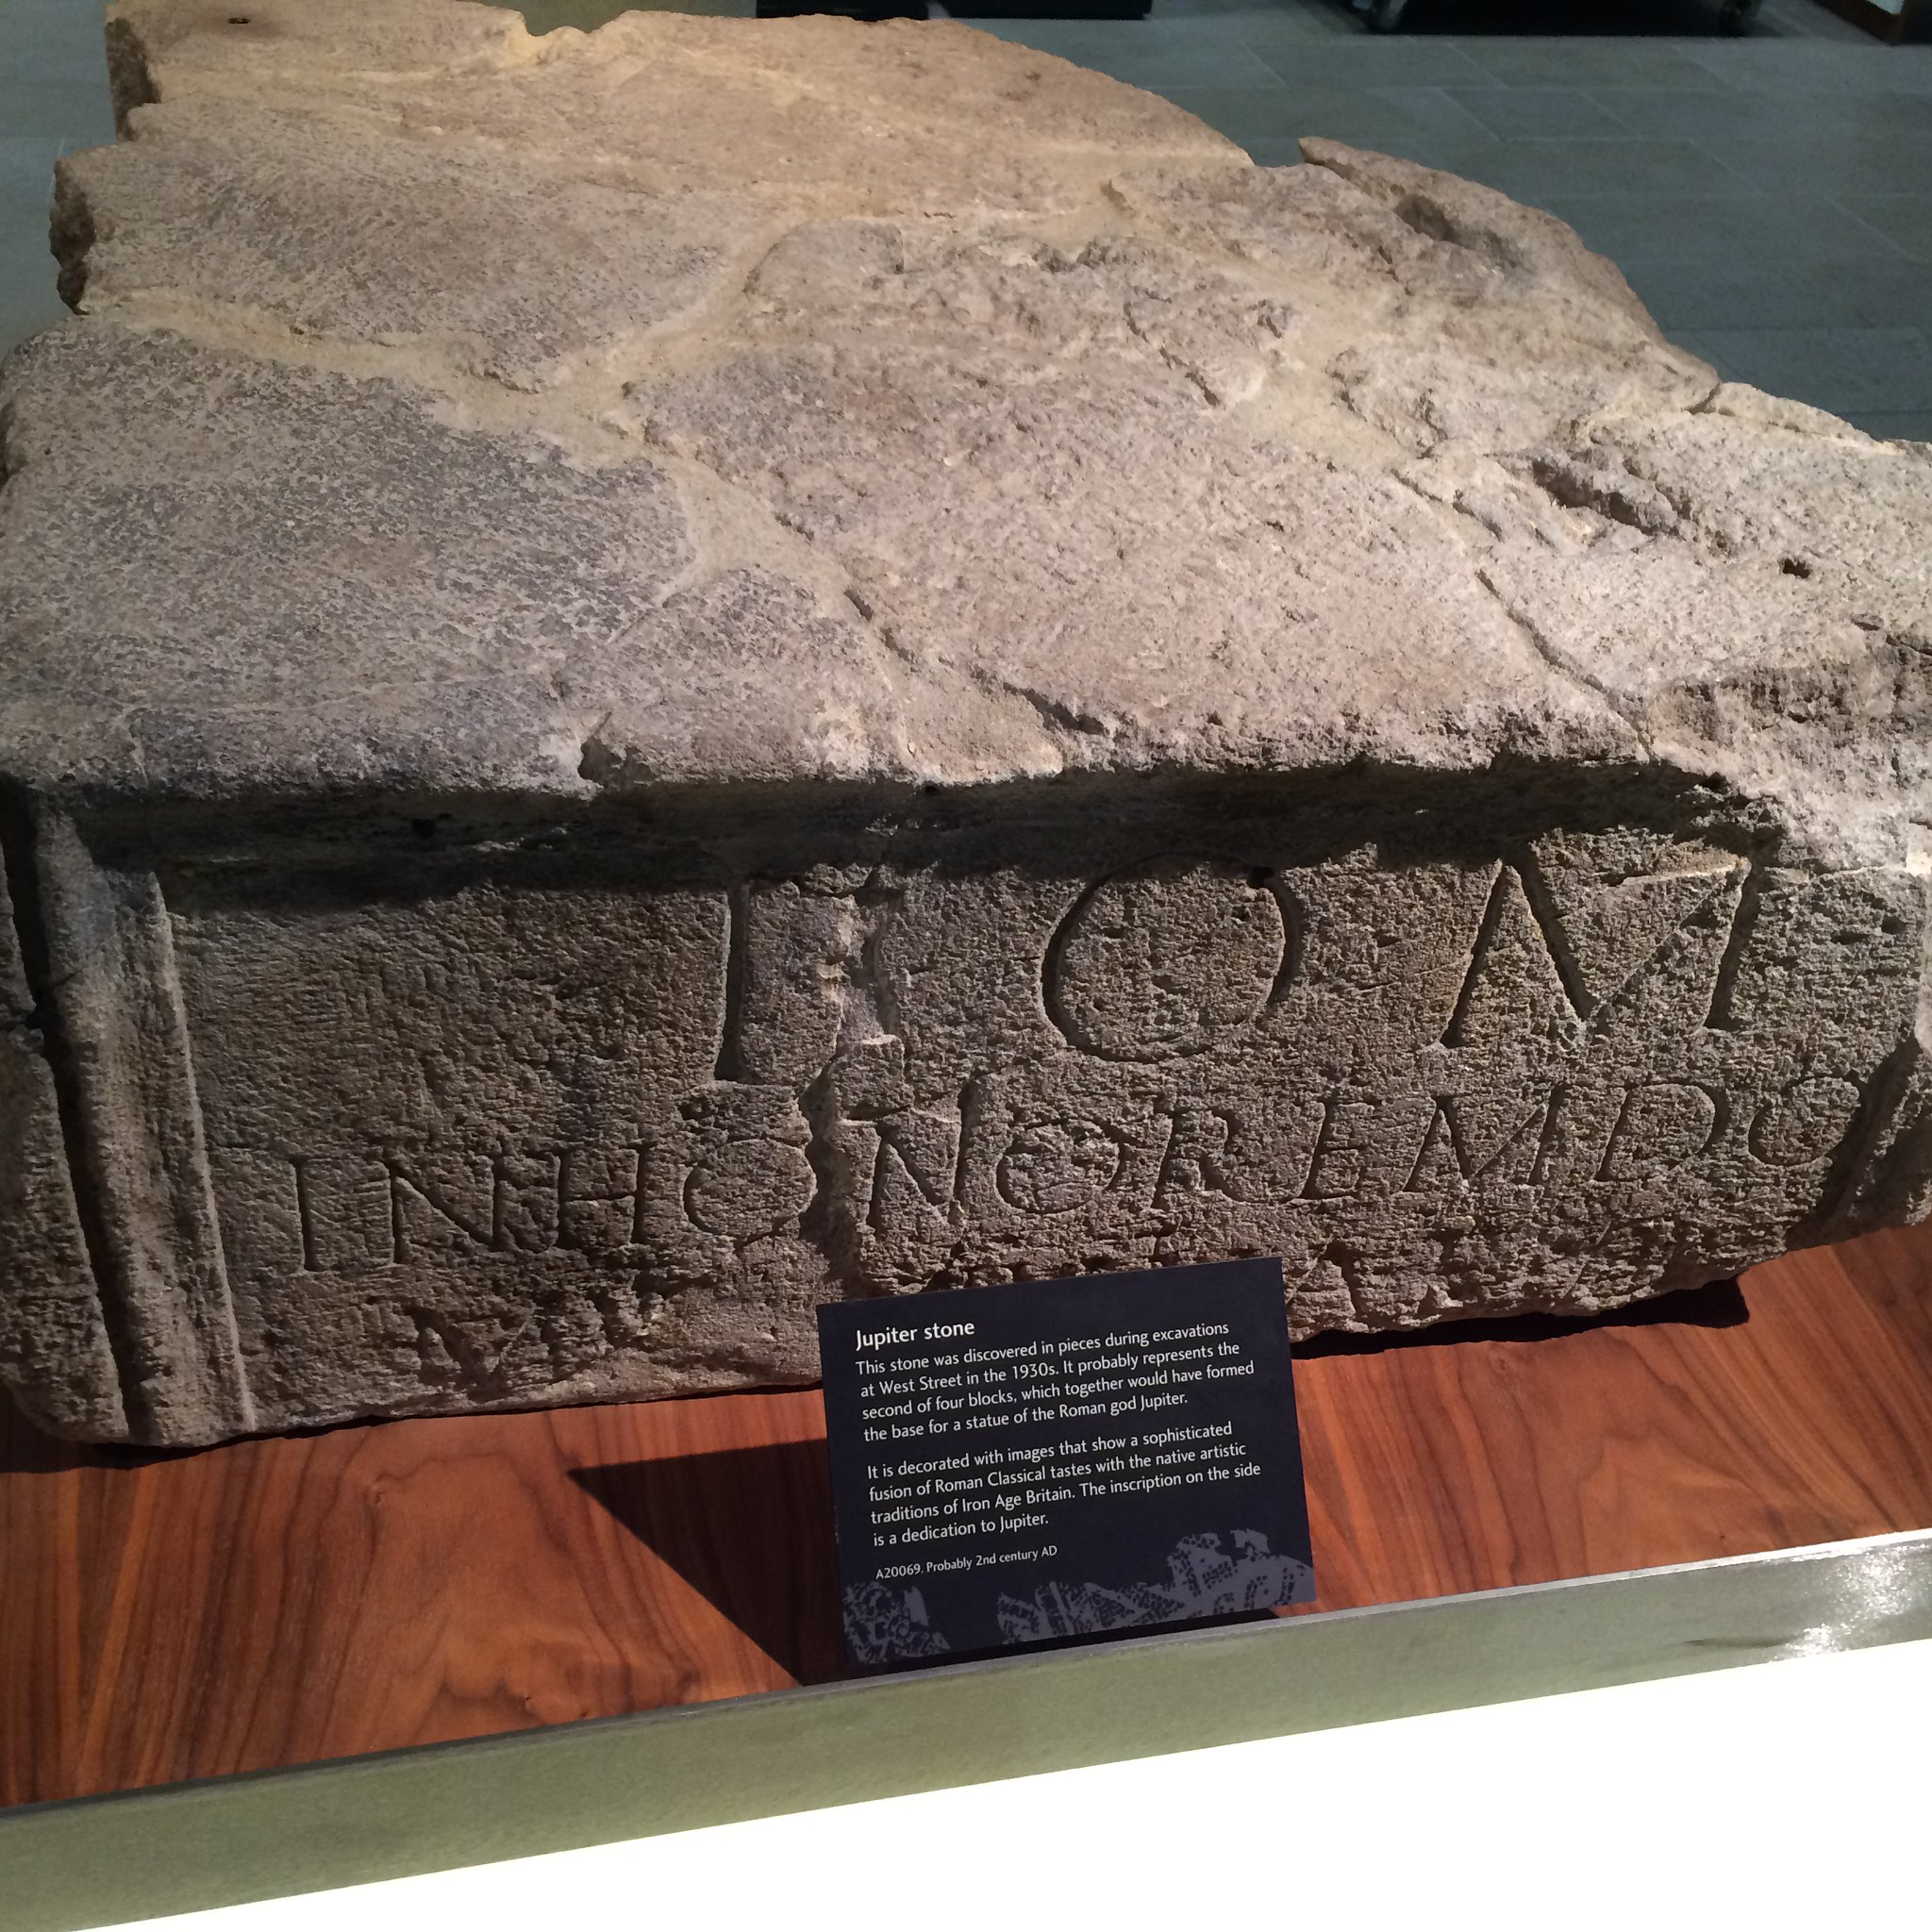 I O M
IN HONOREM DO
Jupiter stone
This stone was discovered in pieces during excavations
at West Street in the 1930s. It probably represents the
second of four blocks, which together would have formed
the base for a statue of the Roman god Jupiter.
It is decorated with images that show a sophisticated
fusion of Roman Classical tastes with the native artistic
traditions of Iron Age Britain. The inscription on the side
is a dedication to Jupiter.
A20069. Probably 2nd century AD